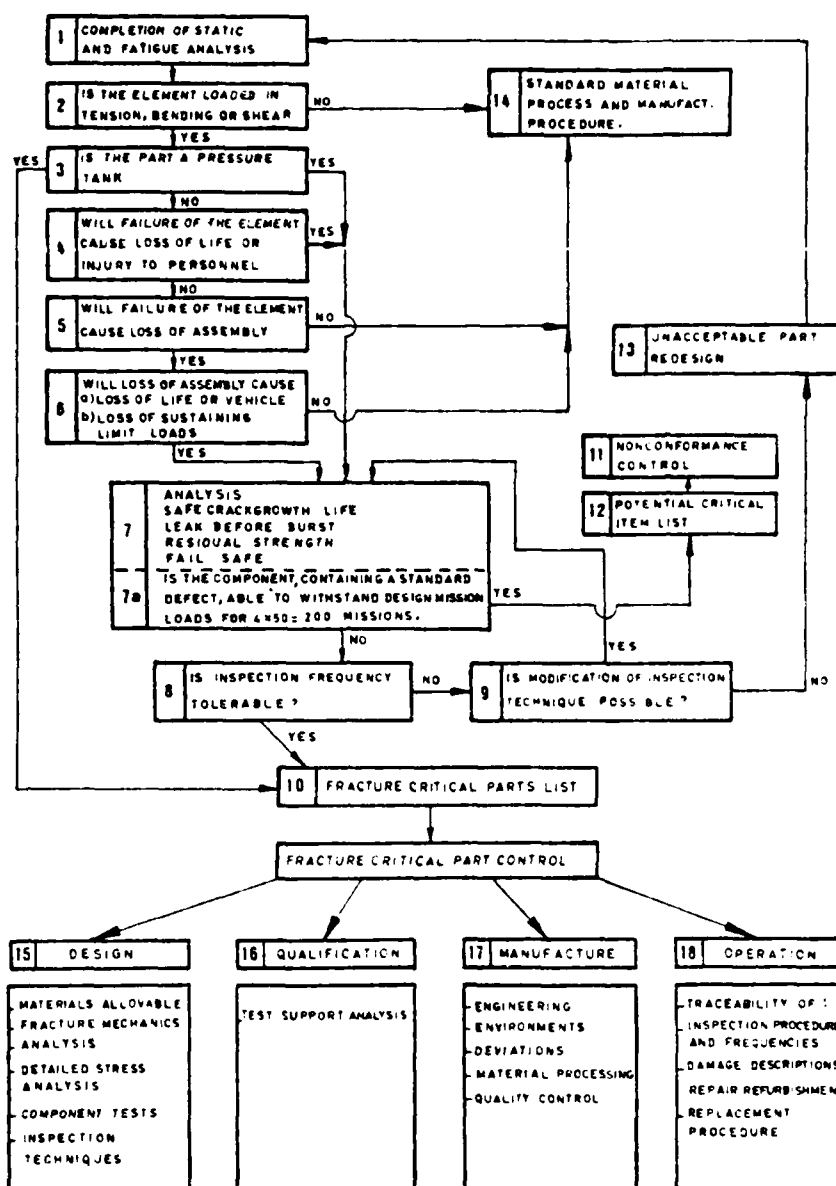 1 COMPLETION OF STATIC
AND FATIGUE ANALYSIS
2 IS THE ELEMENT LOADED IN
TENSION, BENDING OR SHEAR
NO
14 STANDARD MATERIAL
PROCESS AND MANUFACT.
PROCEDURE.
YES
YES
3 IS THE PART A PRESSURE
TANK
YES
NO
4 WILL FAILURE OF THE ELEMENT
CAUSE LOSS OF LIFE OR
INJURY TO PERSONNEL
YES
NO
5 WILL FAILURE OF THE ELEMENT
CAUSE LOSS OF ASSEMBLY
NO
YES
13 UNACCEPTABLE PART
REDESIGN
6 WILL LOSS OF ASSEMBLY CAUSE
a) LOSS OF LIFE OR VEHICLE
b) LOSS OF SUSTAINING
LIMIT LOADS
NO
YES
11 NONCONFORMANCE
CONTROL
12 POTENTIAL CRITICAL
ITEM LIST
7 ANALYSIS
SAFE CRACKGROWTH LIFE
LEAK BEFORE BURST
RESIDUAL STRENGTH
FAIL SAFE
7a IS THE COMPONENT, CONTAINING A STANDARD
DEFECT, ABLE TO WITHSTAND DESIGN MISSION
LOADS FOR 4×50= 200 MISSIONS.
YES
NO
YES
8 IS INSPECTION FREQUENCY
TOLERABLE?
NO
9 IS MODIFICATION OF INSPECTION
TECHNIQUE POSSIBLE?
NO
YES
10 FRACTURE CRITICAL PARTS LIST
FRACTURE CRITICAL PART CONTROL
15 DESIGN
MATERIALS ALLOVABLE
FRACTURE MECHANICS
ANALYSIS
DETAILED STRESS
ANALYSIS
COMPONENT TESTS
INSPECTION
TECHNIQUES
16 QUALIFICATION
TEST SUPPORT ANALYSIS
17 MANUFACTURE
ENGINEERING
ENVIRONMENTS
DEVIATIONS
MATERIAL PROCESSING
QUALITY CONTROL
18 OPERATION
TRACEABILITY OF
INSPECTION PROCEDURE
AND FREQUENCIES
DAMAGE DESCRIPTIONS
REPAIR REFURBISHMEN
REPLACEMENT
PROCEDURE